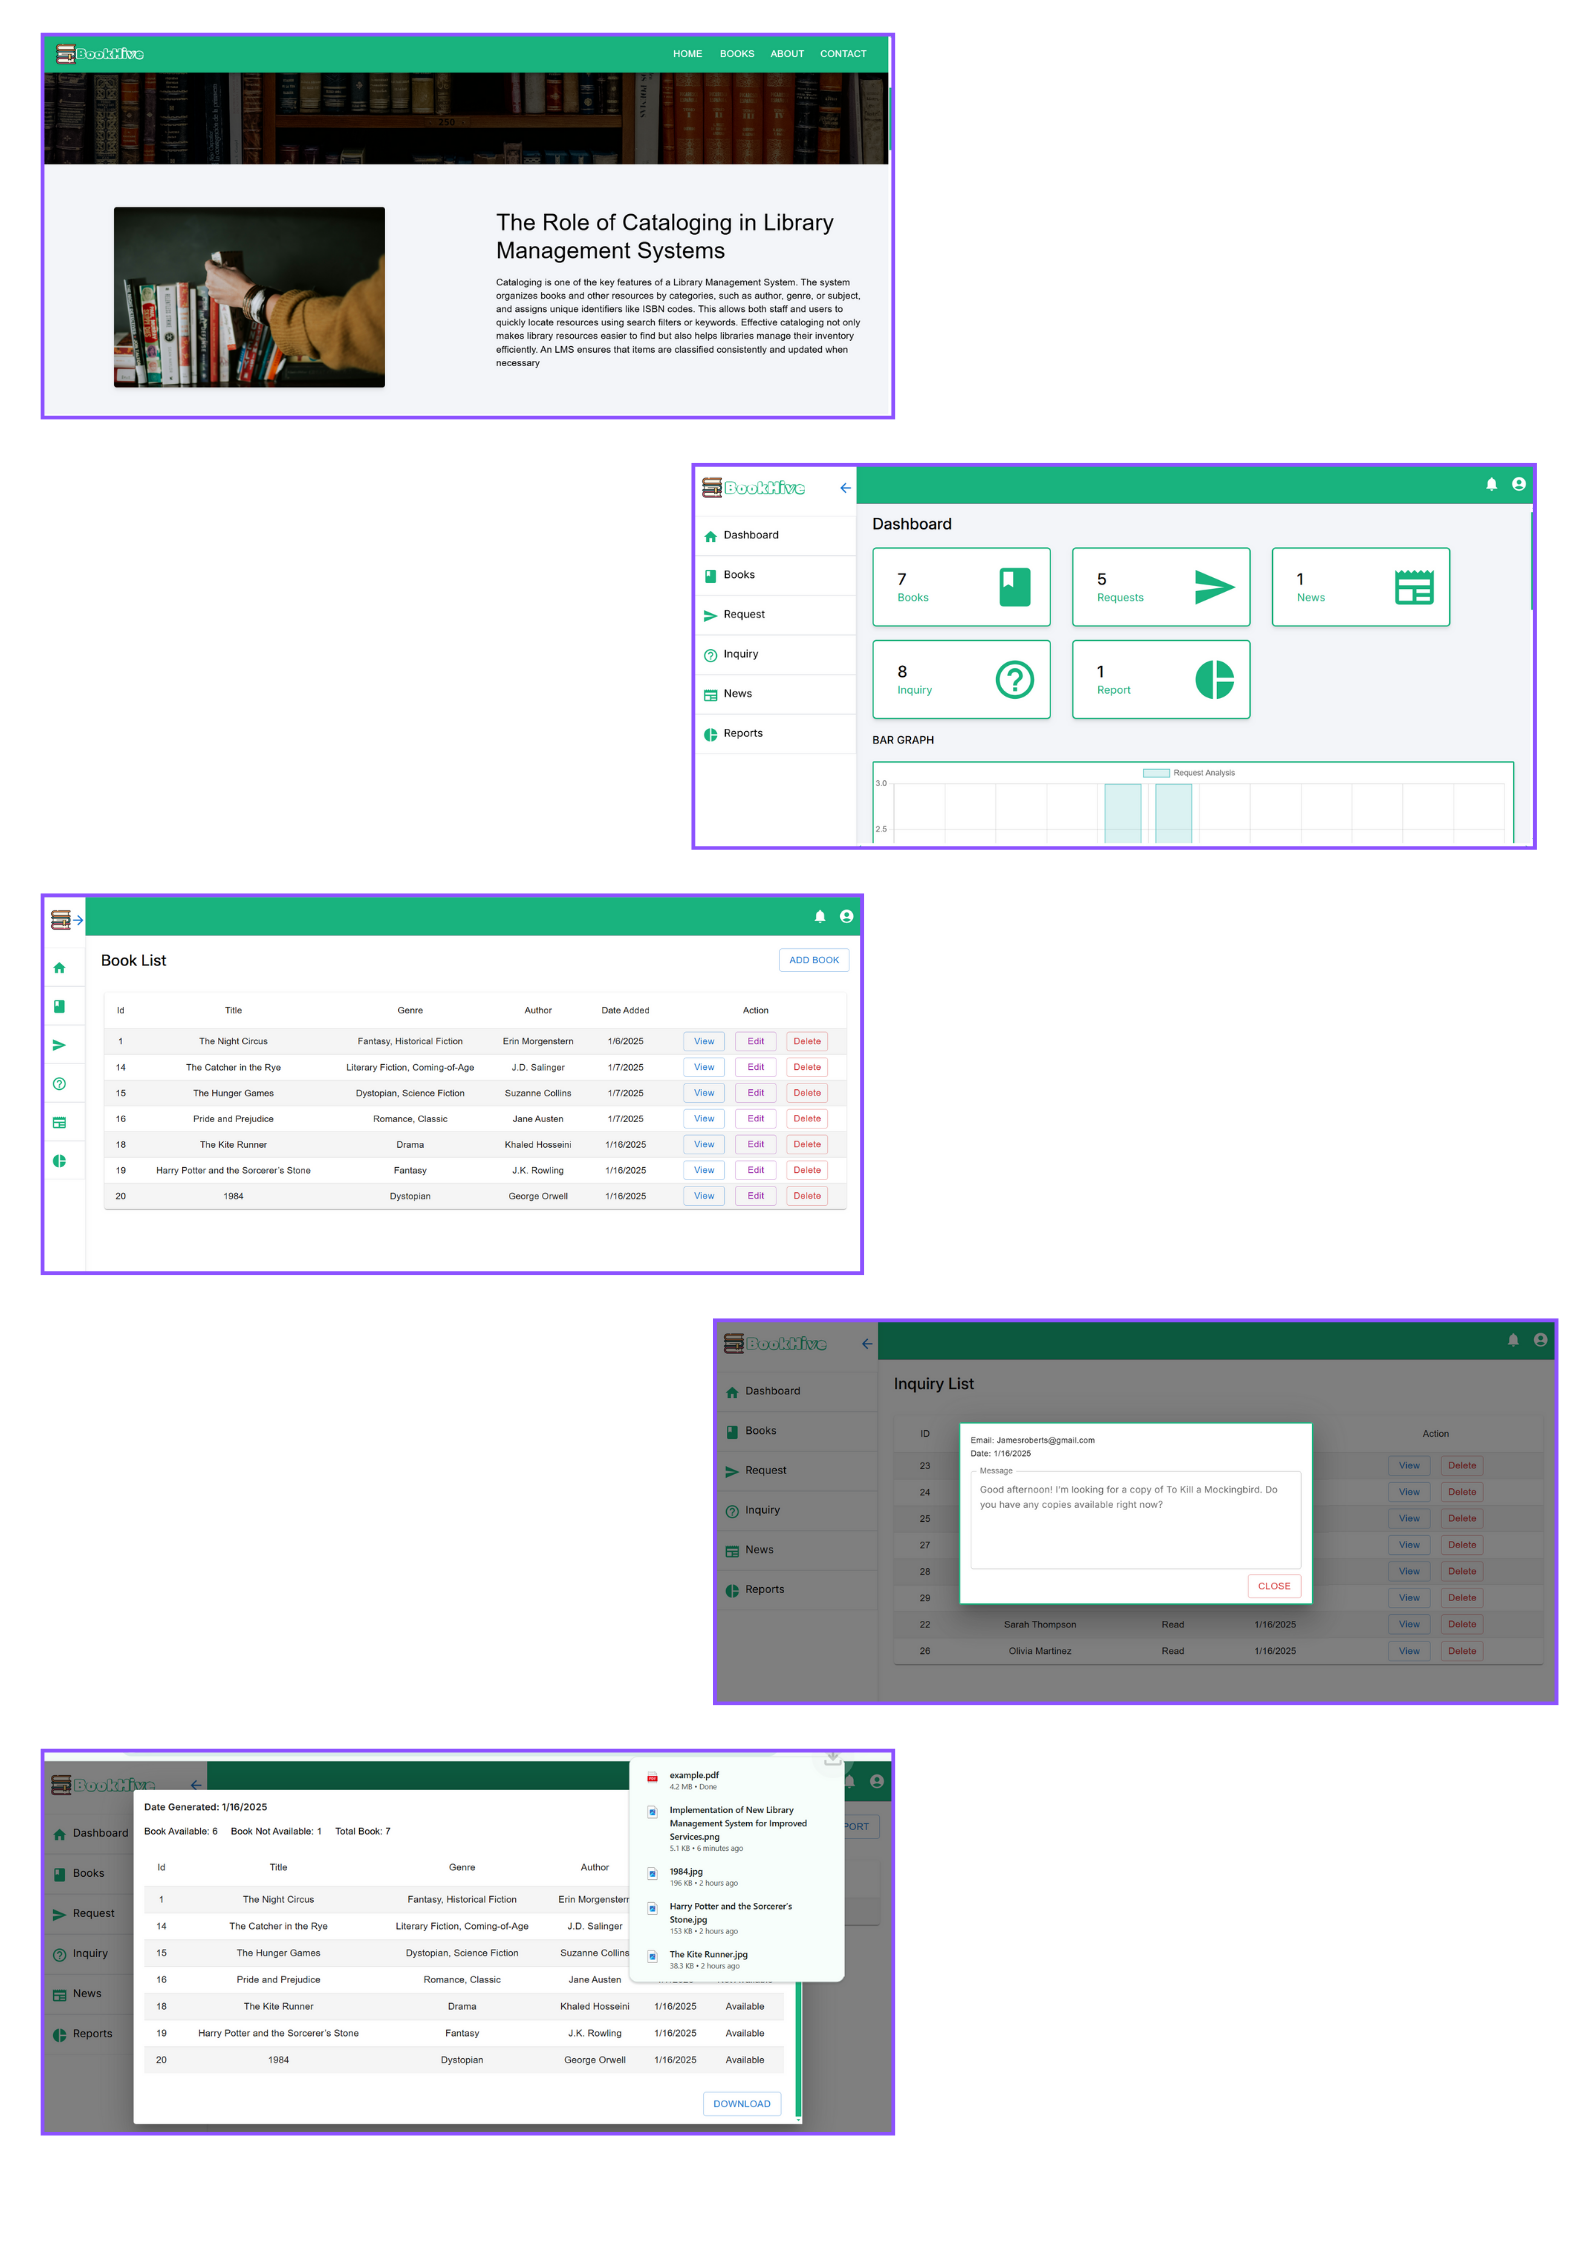 BookHive
HOME BOOKS ABOUT CONTACT
250
The Role of Cataloging in Library
Management Systems
Cataloging is one of the key features of a Library Management System. The system
organizes books and other resources by categories, such as author, genre, or subject,
and assigns unique identifiers like ISBN codes. This allows both staff and users to
quickly locate resources using search filters or keywords. Effective cataloging not only
makes library resources easier to find but also helps libraries manage their inventory
efficiently. An LMS ensures that items are classified consistently and updated when
necessary
BookHive
Dashboard
Books
Request
Inquiry
News
Reports
Dashboard
7
Books
5
Requests
1
News
8
Inquiry
1
Report
BAR GRAPH
Request Analysis
3.0
2.5
Book List
ADD BOOK
Id Title Genre Author Date Added Action
1 The Night Circus Fantasy, Historical Fiction Erin Morgenstern 1/6/2025 View Edit Delete
14 The Catcher in the Rye Literary Fiction, Coming-of-Age J.D. Salinger 1/7/2025 View Edit Delete
15 The Hunger Games Dystopian, Science Fiction Suzanne Collins 1/7/2025 View Edit Delete
16 Pride and Prejudice Romance, Classic Jane Austen 1/7/2025 View Edit Delete
18 The Kite Runner Drama Khaled Hosseini 1/16/2025 View Edit Delete
19 Harry Potter and the Sorcerer's Stone Fantasy J.K. Rowling 1/16/2025 View Edit Delete
20 1984 Dystopian George Orwell 1/16/2025 View Edit Delete
BookHive
Dashboard
Books
Request
Inquiry
News
Reports
Inquiry List
ID Action
23 View Delete
24 View Delete
25 View Delete
27 View Delete
28 View Delete
29 View Delete
22 Sarah Thompson Read 1/16/2025 View Delete
26 Olivia Martinez Read 1/16/2025 View Delete
Email: Jamesroberts@gmail.com
Date: 1/16/2025
Message
Good afternoon! I'm looking for a copy of To Kill a Mockingbird. Do
you have any copies available right now?
CLOSE
BookHive
Dashboard
Books
Request
Inquiry
News
Reports
PORT
Date Generated: 1/16/2025
Book Available: 6 Book Not Available: 1 Total Book: 7
Id Title Genre Author
1 The Night Circus Fantasy, Historical Fiction Erin Morgenstern
14 The Catcher in the Rye Literary Fiction, Coming-of-Age J.D. Salinger
15 The Hunger Games Dystopian, Science Fiction Suzanne Collins
16 Pride and Prejudice Romance, Classic Jane Austen
18 The Kite Runner Drama Khaled Hosseini 1/16/2025 Available
19 Harry Potter and the Sorcerer's Stone Fantasy J.K. Rowling 1/16/2025 Available
20 1984 Dystopian George Orwell 1/16/2025 Available
DOWNLOAD
example.pdf
4.2 MB • Done
Implementation of New Library
Management System for Improved
Services.png
5.1 KB • 6 minutes ago
1984.jpg
196 KB • 2 hours ago
Harry Potter and the Sorcerer's
Stone.jpg
153 KB • 2 hours ago
The Kite Runner.jpg
38.3 KB • 2 hours ago